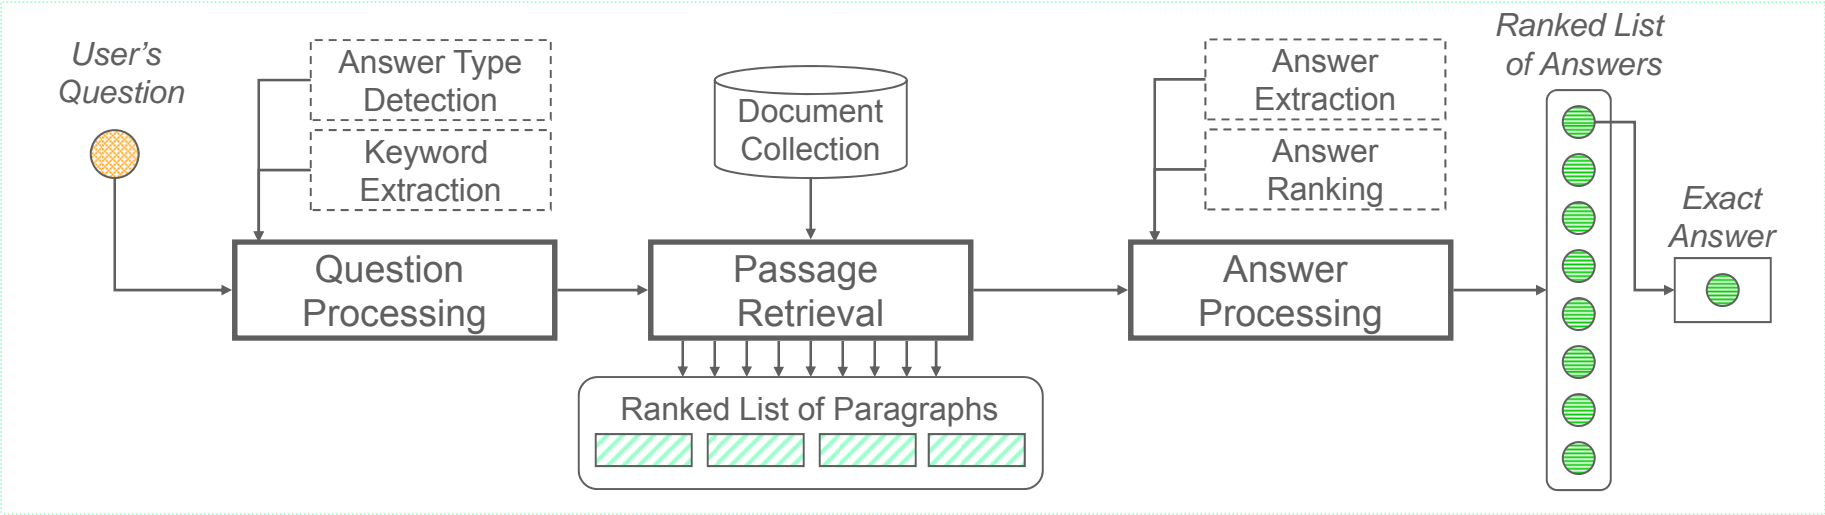 User's
Question
Answer Type
Detection
Keyword
Extraction
Document
Collection
Answer
Extraction
Answer
Ranking
Ranked List
of Answers
Exact
Answer
Question
Processing
Passage
Retrieval
Answer
Processing
Ranked List of Paragraphs